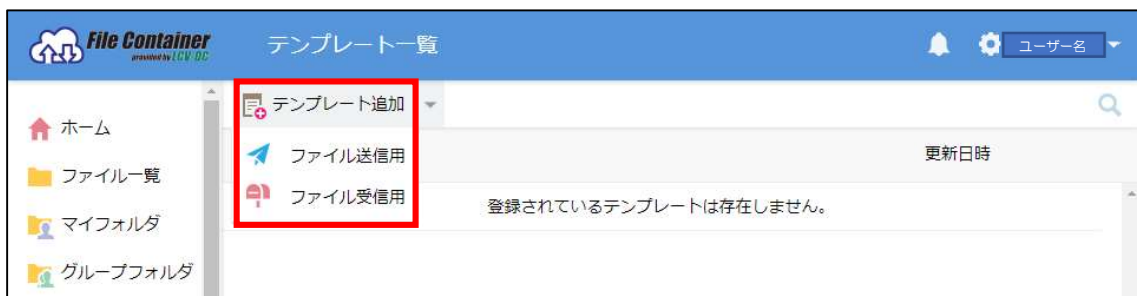 File Container
provided by LCV-DC
テンプレート一覧
ユーザー名
テンプレート追加
ホーム
ファイル送信用
更新日時
ファイル一覧
ファイル受信用
登録されているテンプレートは存在しません。
マイフォルダ
グループフォルダ